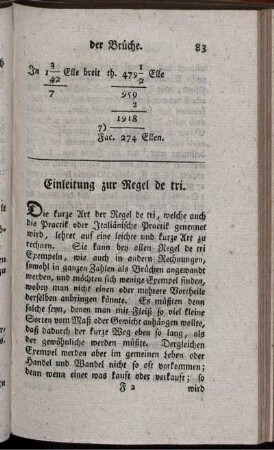 der Brüche. 83
In 1 3/42 Elle breit th. 479 1/2 Elle
7 959
2
1918
7)
Fac. 274 Ellen.
Einleitung zur Regel de tri.
Die kurze Art der Regel de tri, welche auch
die Practik oder Italiänische Practik genennet
wird, lehret auf eine leichte und kurze Art zu
rechnen. Sie kann bey allen Regel de tri
Exempeln, wie auch in andern Rechnungen,
sowohl in ganzen Zahlen als Brüchen angewandt
werden, und möchten sich wenige Exempel finden,
wobey man nicht einen oder mehrere Vortheile
derselben anbringen könnte. Es müßten denn
solche seyn, denen man mit Fleiß so viel kleine
Sorten vom Maß oder Gewicht anhängen wollte,
daß dadurch der kurze Weg eben so lang, als
der gewöhnliche werden müßte. Dergleichen
Exempel werden aber im gemeinen Leben oder
Handel und Wandel nicht so oft vorkommen;
denn wenn einer was kauft oder verkauft; so
F 2 wird